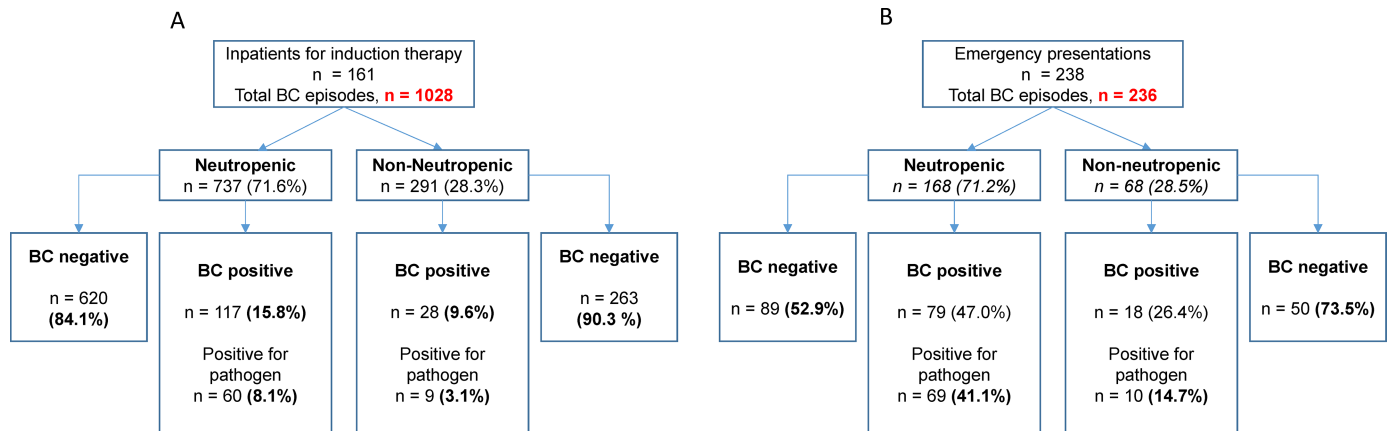 A
Inpatients for induction therapy
n = 161
Total BC episodes, n = 1028
Neutropenic
n = 737 (71.6%)
Non-Neutropenic
n = 291 (28.3%)
BC negative
n = 620
(84.1%)
BC positive
n = 117 (15.8%)
Positive for
pathogen
n = 60 (8.1%)
BC positive
n = 28 (9.6%)
Positive for
pathogen
n = 9 (3.1%)
BC negative
n = 263
(90.3 %)
B
Emergency presentations
n = 238
Total BC episodes, n = 236
Neutropenic
n = 168 (71.2%)
Non-neutropenic
n = 68 (28.5%)
BC negative
n = 89 (52.9%)
BC positive
n = 79 (47.0%)
Positive for
pathogen
n = 69 (41.1%)
BC positive
n = 18 (26.4%)
Positive for
pathogen
n = 10 (14.7%)
BC negative
n = 50 (73.5%)